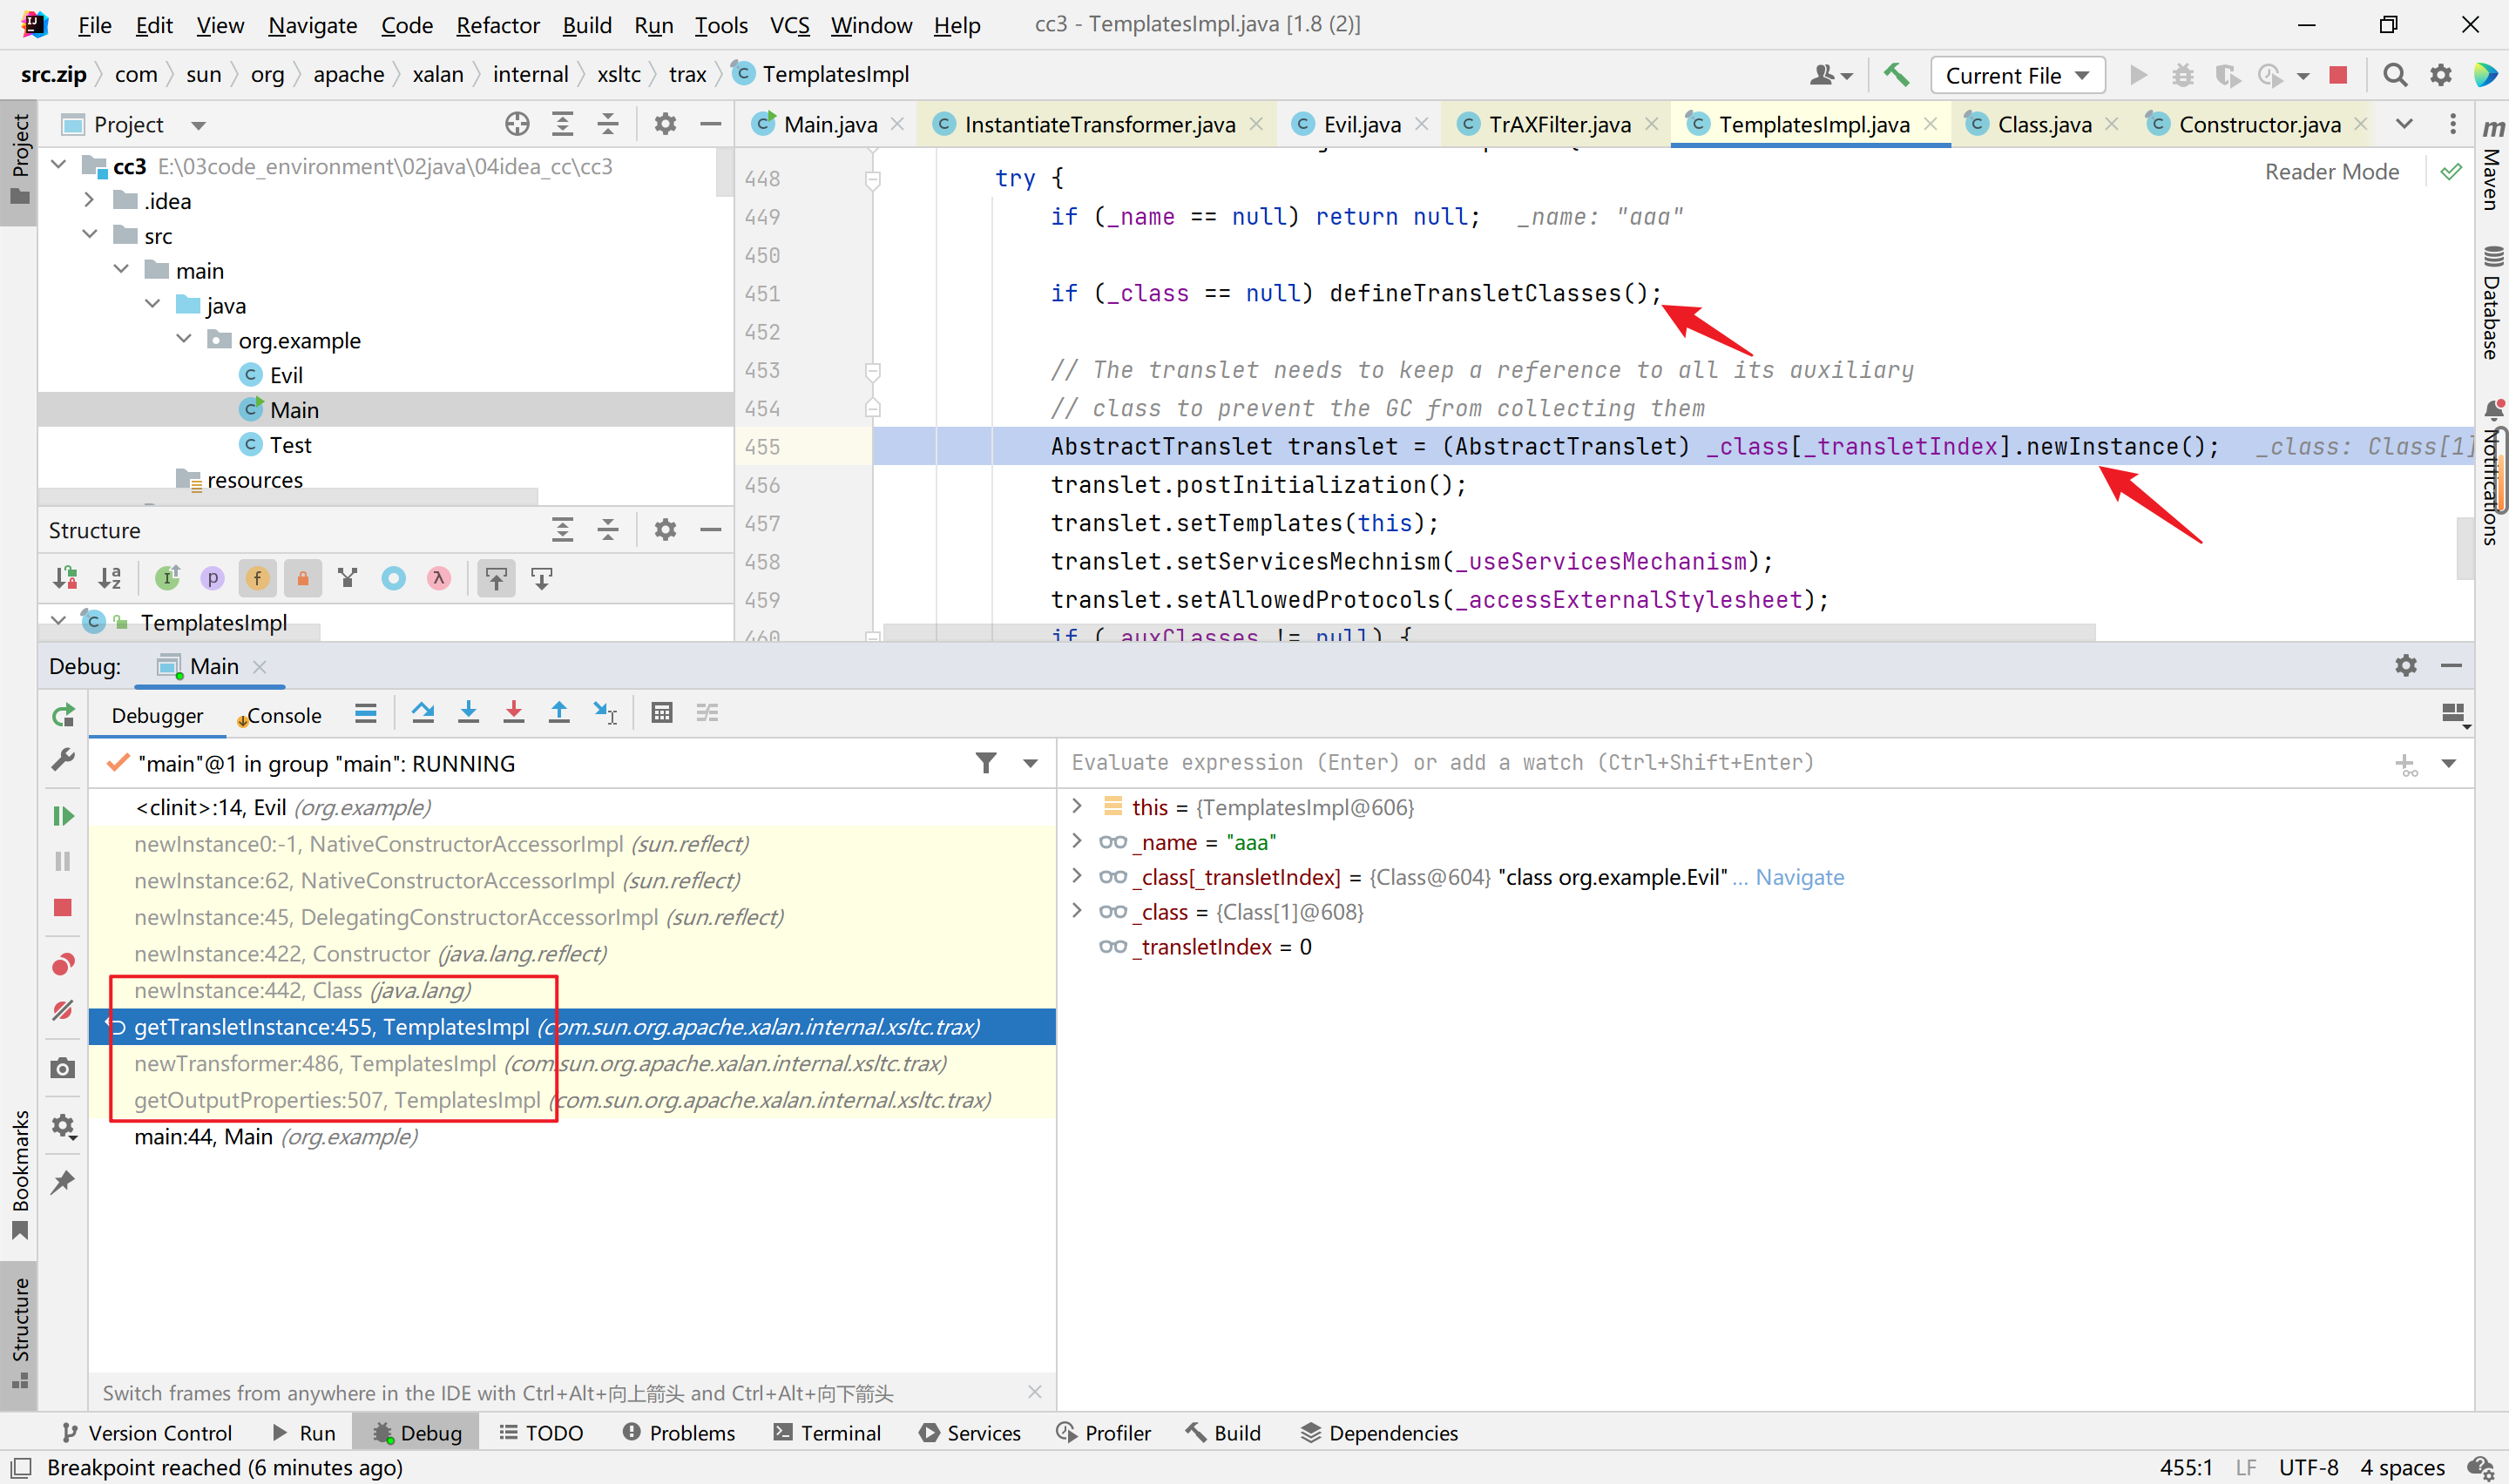 File Edit View Navigate Code Refactor Build Run Tools VCS Window Help cc3 - TemplatesImpl.java [1.8 (2)]
src.zip com sun org apache xalan internal xsltc trax TemplatesImpl Current File
Project
Main.java InstantiateTransformer.java Evil.java TrAXFilter.java TemplatesImpl.java Class.java Constructor.java
cc3 E:\03code_environment\02java\04idea_cc\cc3
.idea
src
main
java
org.example
Evil
Main
Test
resources
Structure
TemplatesImpl
Reader Mode
448 try {
449 if (_name == null) return null; _name: "aaa"
450
451 if (_class == null) defineTransletClasses();
452
453 // The translet needs to keep a reference to all its auxiliary
454 // class to prevent the GC from collecting them
455 AbstractTranslet translet = (AbstractTranslet) _class[_transletIndex].newInstance(); _class: Class[1]
456 translet.postInitialization();
457 translet.setTemplates(this);
458 translet.setServicesMechnism(_useServicesMechanism);
459 translet.setAllowedProtocols(_accessExternalStylesheet);
460 if (_auxClasses != null) {
Project
Bookmarks
Structure
Maven
Database
Notifications
Debug: Main
Debugger Console
"main"@1 in group "main": RUNNING
<clinit>:14, Evil (org.example)
newInstance0:-1, NativeConstructorAccessorImpl (sun.reflect)
newInstance:62, NativeConstructorAccessorImpl (sun.reflect)
newInstance:45, DelegatingConstructorAccessorImpl (sun.reflect)
newInstance:422, Constructor (java.lang.reflect)
newInstance:442, Class (java.lang)
getTransletInstance:455, TemplatesImpl (com.sun.org.apache.xalan.internal.xsltc.trax)
newTransformer:486, TemplatesImpl (com.sun.org.apache.xalan.internal.xsltc.trax)
getOutputProperties:507, TemplatesImpl (com.sun.org.apache.xalan.internal.xsltc.trax)
main:44, Main (org.example)
Switch frames from anywhere in the IDE with Ctrl+Alt+向上箭头 and Ctrl+Alt+向下箭头
Evaluate expression (Enter) or add a watch (Ctrl+Shift+Enter)
this = {TemplatesImpl@606}
_name = "aaa"
_class[_transletIndex] = {Class@604} "class org.example.Evil" ... Navigate
_class = {Class[1]@608}
_transletIndex = 0
Version Control Run Debug TODO Problems Terminal Services Profiler Build Dependencies
Breakpoint reached (6 minutes ago) 455:1 LF UTF-8 4 spaces